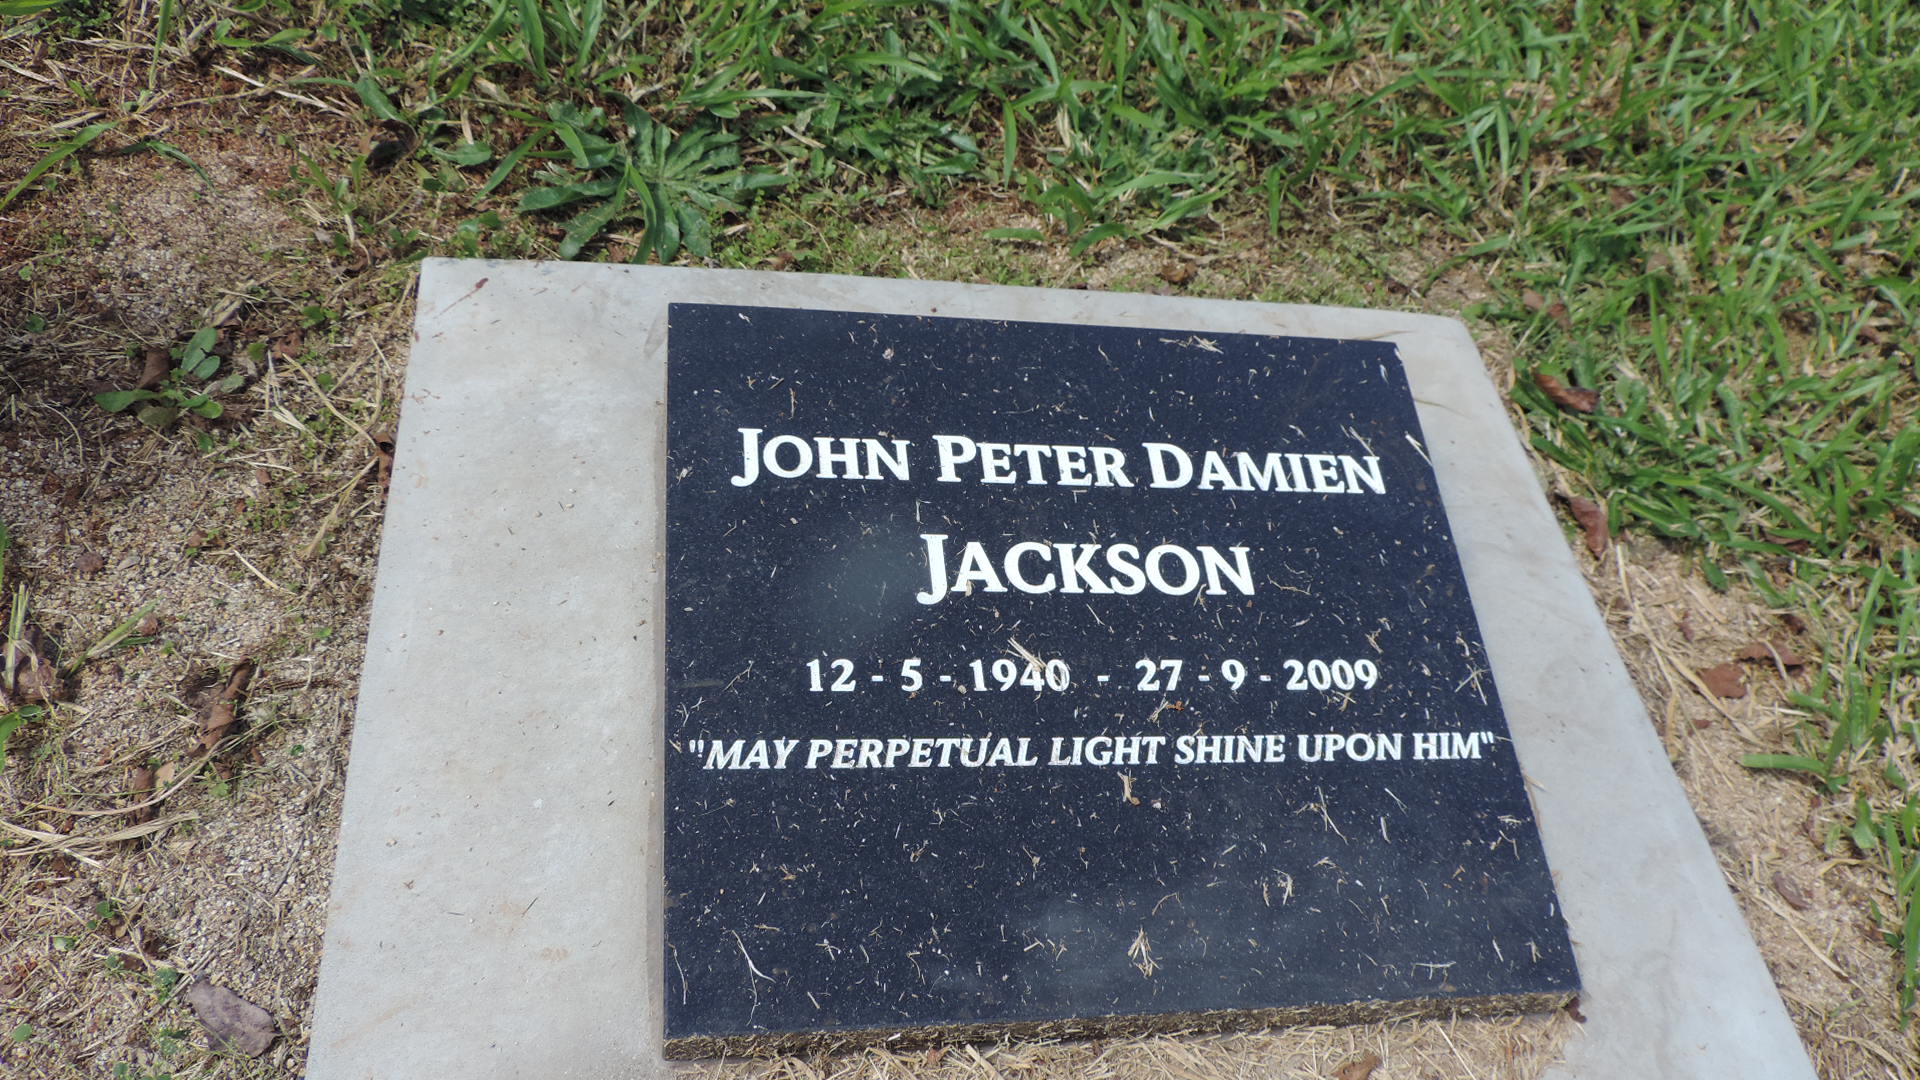 JOHN PETER DAMIEN
JACKSON
12 - 5 - 1940 - 27 - 9 - 2009
"MAY PERPETUAL LIGHT SHINE UPON HIM"